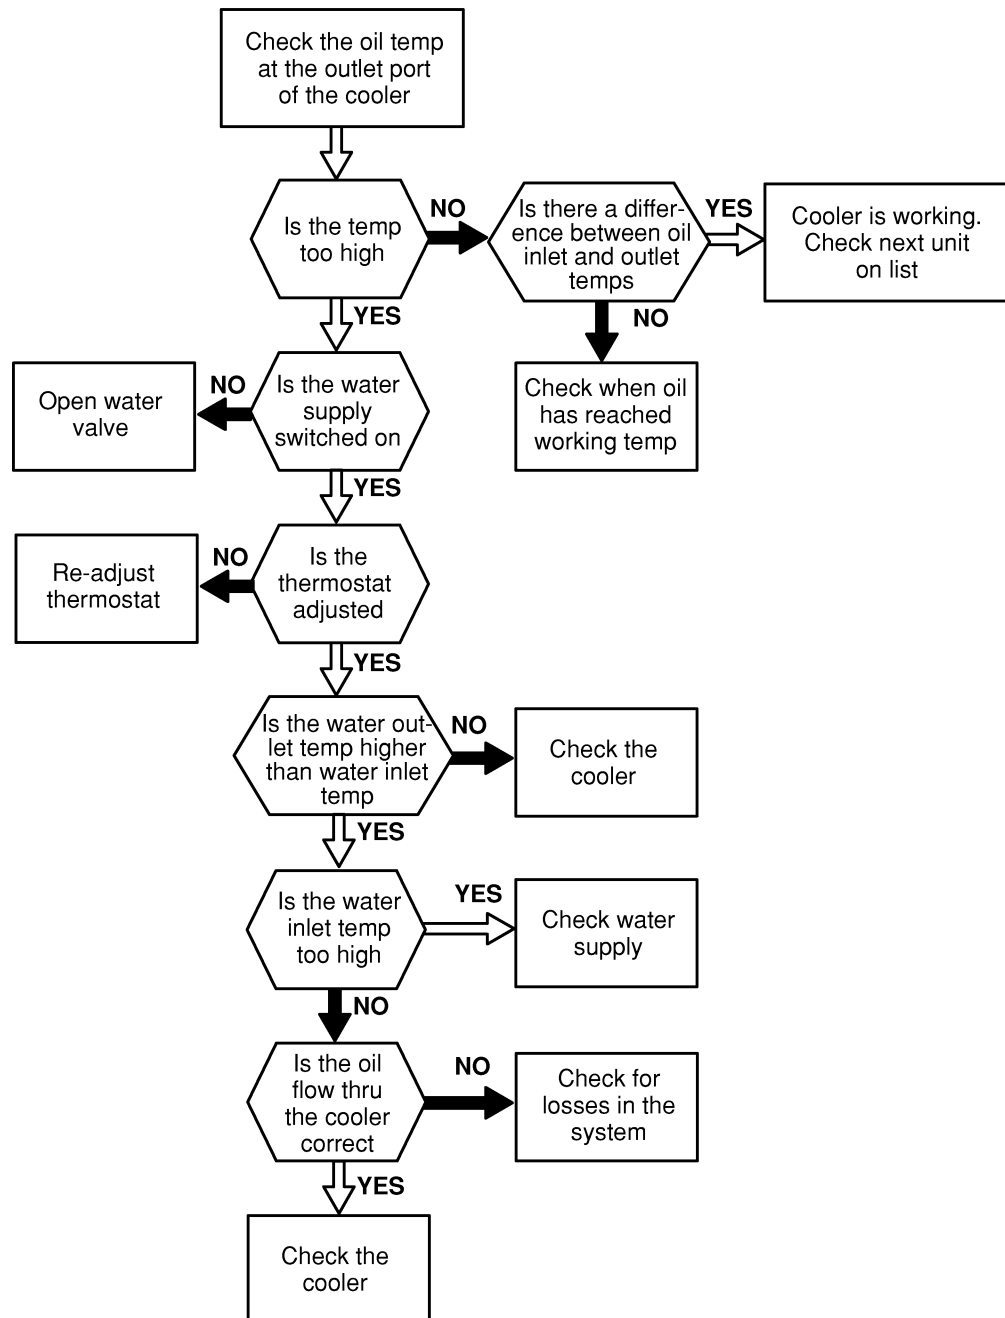 Check the oil temp
at the outlet port
of the cooler
Is the temp
too high
NO
Is there a differ-
ence between oil
inlet and outlet
temps
YES
Cooler is working.
Check next unit
on list
YES
NO
Check when oil
has reached
working temp
Is the water
supply
switched on
NO
Open water
valve
YES
Is the
thermostat
adjusted
NO
Re-adjust
thermostat
YES
Is the water out-
let temp higher
than water inlet
temp
NO
Check the
cooler
YES
Is the water
inlet temp
too high
YES
Check water
supply
NO
Is the oil
flow thru
the cooler
correct
NO
Check for
losses in the
system
YES
Check the
cooler